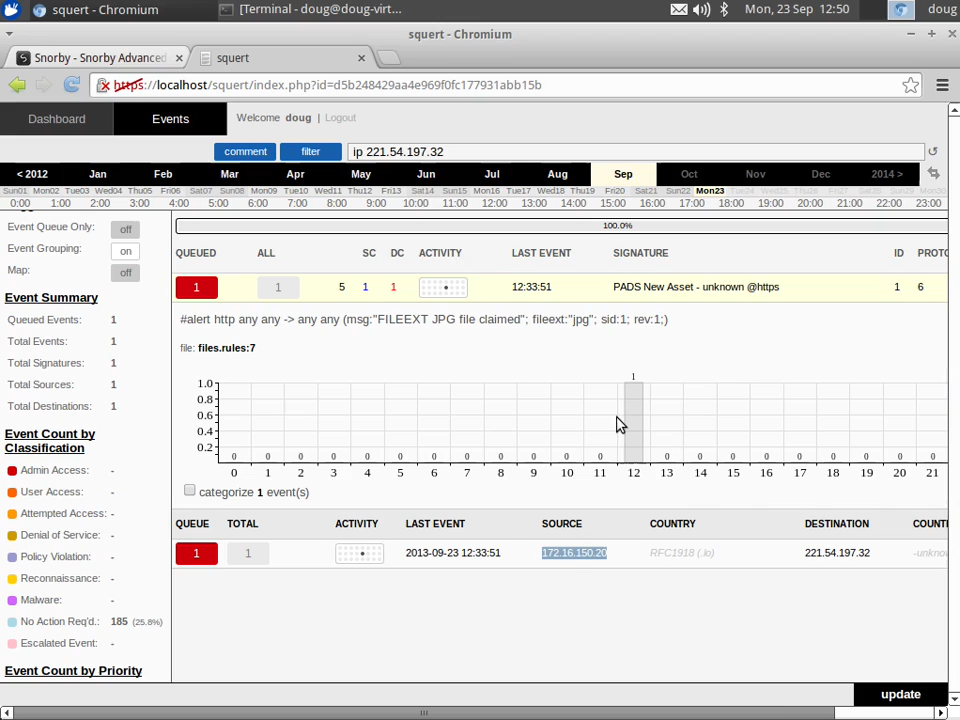 squert - Chromium
[Terminal - doug@doug-virt...
Mon, 23 Sep 12:50
doug
squert - Chromium
Snorby - Snorby Advanced
squert
https://localhost/squert/index.php?id=d5b248429aa4e969f0fc177931abb15b
Dashboard
Events
Welcome doug | Logout
comment
filter
ip 221.54.197.32
< 2012 Jan Feb Mar Apr May Jun Jul Aug Sep Oct Nov Dec 2014 >
Sun01 Mon02 Tue03 Wed04 Thu05 Fri06 Sat07 Sun08 Mon09 Tue10 Wed11 Thu12 Fri13 Sat14 Sun15 Mon16 Tue17 Wed18 Thu19 Fri20 Sat21 Sun22 Mon23 Tue24 Wed25 Thu26 Fri27 Sat28 Sun29 Mon30
0:00 1:00 2:00 3:00 4:00 5:00 6:00 7:00 8:00 9:00 10:00 11:00 12:00 13:00 14:00 15:00 16:00 17:00 18:00 19:00 20:00 21:00 22:00 23:00
Event Queue Only: off
Event Grouping: on
Map: off
Event Summary
Queued Events: 1
Total Events: 1
Total Signatures: 1
Total Sources: 1
Total Destinations: 1
Event Count by
Classification
Admin Access: -
User Access: -
Attempted Access: -
Denial of Service: -
Policy Violation: -
Reconnaissance: -
Malware: -
No Action Req'd.: 185 (25.8%)
Escalated Event: -
Event Count by Priority
100.0%
QUEUED ALL SC DC ACTIVITY LAST EVENT SIGNATURE ID PROTO
1 1 5 1 1 12:33:51 PADS New Asset - unknown @https 1 6
#alert http any any -> any any (msg:"FILEEXT JPG file claimed"; fileext:"jpg"; sid:1; rev:1;)
file: files.rules:7
1
1.0
0.8
0.6
0.4
0.2
0 0 0 0 0 0 0 0 0 0 0 0 0 0 0 0 0 0 0 0 0
0 1 2 3 4 5 6 7 8 9 10 11 12 13 14 15 16 17 18 19 20 21
categorize 1 event(s)
QUEUE TOTAL ACTIVITY LAST EVENT SOURCE COUNTRY DESTINATION COUNT
1 1 2013-09-23 12:33:51 172.16.150.20 RFC1918 (.lo) 221.54.197.32 -unkno
update